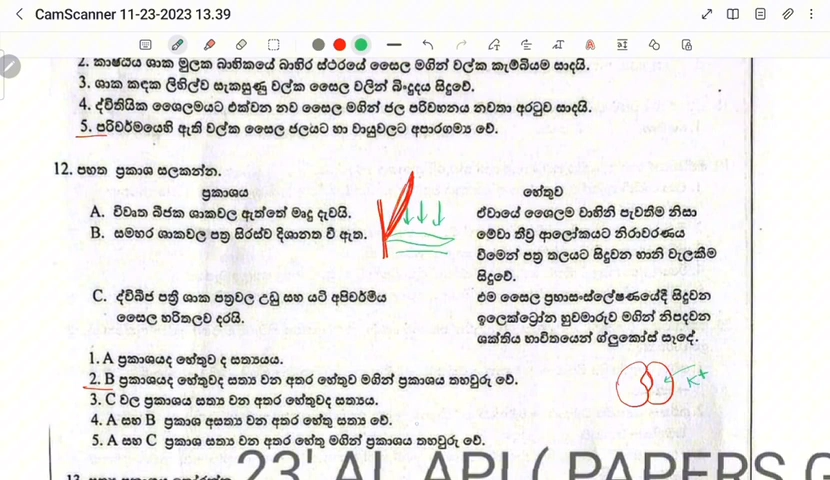 CamScanner 11-23-2023 13.39
2. කාෂ්ඨීය ශාක මූලක බාහිකයේ බාහිර ස්ථරයේ සෛල මගින් වල්ක කැම්බියම සාදයි.
3. ශාක කඳක ලිහිල්ව සැකසුණු වල්ක සෛල වලින් බිංදුදය සිදුවේ.
4. ද්විතීයික ශෛලමයට එක්වන නව සෛල මගින් ජල පරිවහනය නවතා අරටුව සාදයි.
5. පරිචර්මයෙහි ඇති වල්ක සෛල ජලයට හා වායුවලට අපාරගම්‍ය වේ.
12. පහත ප්‍රකාශ සලකන්න.
ප්‍රකාශය හේතුව
A. විවෘත බීජක ශාකවල ඇත්තේ මෘදු දැවයි. ඒවායේ ශෛලම වාහිනි පැවතීම නිසා
B. සමහර ශාකවල පත්‍ර සිරස්ව දිශානත වී ඇත. මේවා තීව්‍ර ආලෝකයට නිරාවරණය
වීමෙන් පත්‍ර තලයට සිදුවන හානි වැලකීම
සිදුවේ.
C. ද්විබීජ පත්‍රී ශාක පත්‍රවල උඩු සහ යටි අපිචර්මීය එම සෛල ප්‍රභාසංස්ලේෂණයේදී සිදුවන
සෛල හරිතලව දරයි. ඉලෙක්ට්‍රෝන හුවමාරුව මගින් නිපදවන
ශක්තිය භාවිතයෙන් ග්ලුකෝස් සෑදේ.
1. A ප්‍රකාශයද හේතුව ද සත්‍යයය.
2. B ප්‍රකාශයද හේතුවද සත්‍ය වන අතර හේතුව මගින් ප්‍රකාශය තහවුරු වේ.
K+
3. C වල ප්‍රකාශය සත්‍ය වන අතර හේතුවද සත්‍යය.
4. A සහ B ප්‍රකාශ අසත්‍ය වන අතර හේතු සත්‍ය වේ.
5. A සහ C ප්‍රකාශ සත්‍ය වන අතර හේතු මගින් ප්‍රකාශය තහවුරු වේ.
23' AL API ( PAPERS G